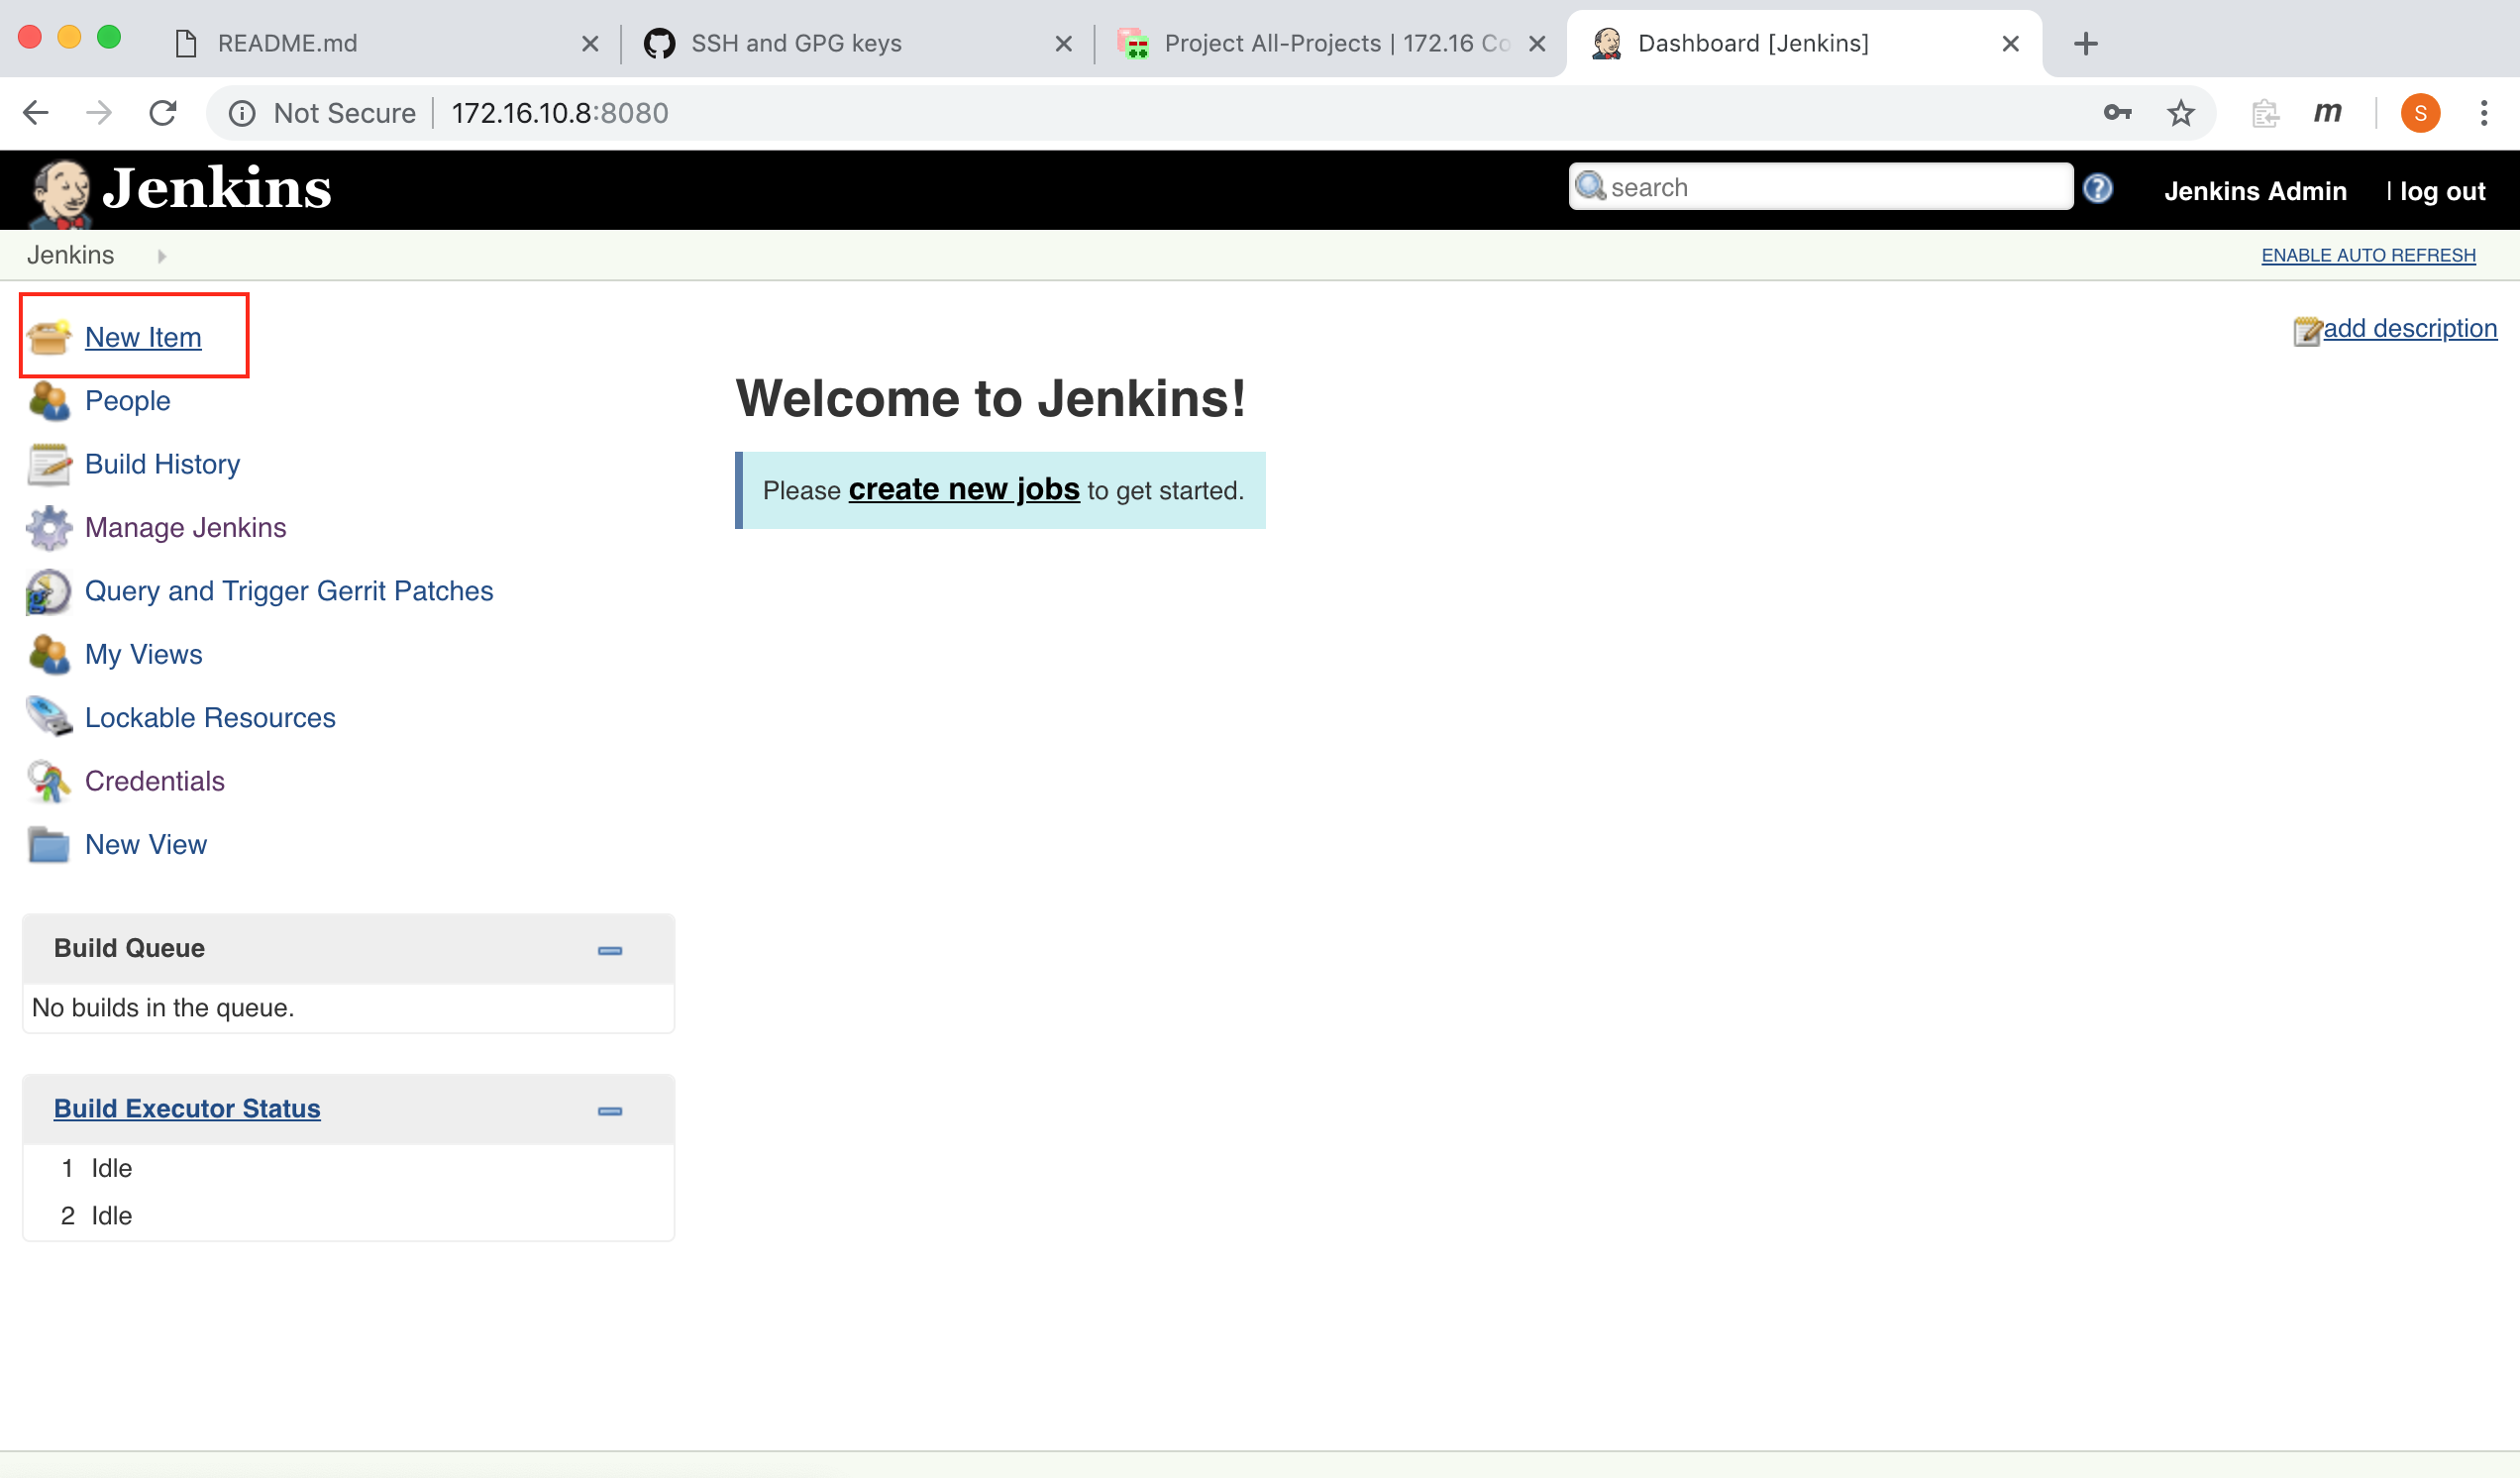 README.md
SSH and GPG keys
Project All-Projects | 172.16 Co
Dashboard [Jenkins]
Not Secure | 172.16.10.8:8080
m
S
Jenkins
search
Jenkins Admin
| log out
Jenkins
ENABLE AUTO REFRESH
New Item
add description
People
Welcome to Jenkins!
Build History
Please create new jobs to get started.
Manage Jenkins
Query and Trigger Gerrit Patches
My Views
Lockable Resources
Credentials
New View
Build Queue
No builds in the queue.
Build Executor Status
1 Idle
2 Idle